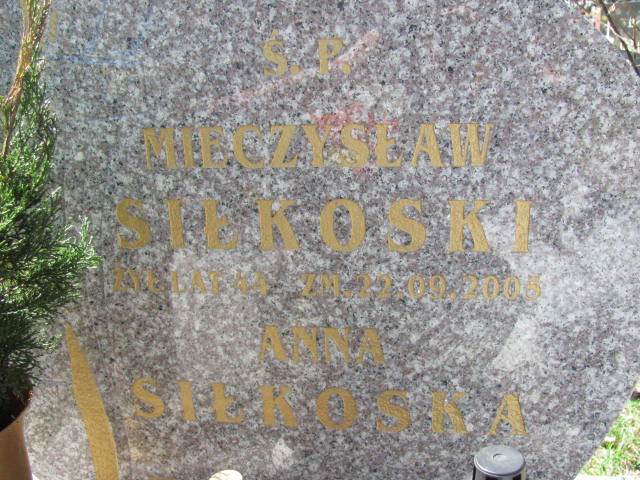 Ś. P.
MIECZYSŁAW
SIŁKOSKI
ŻYŁ LAT 44 ZM. 22.09.2005
ANNA
SIŁKOSKA